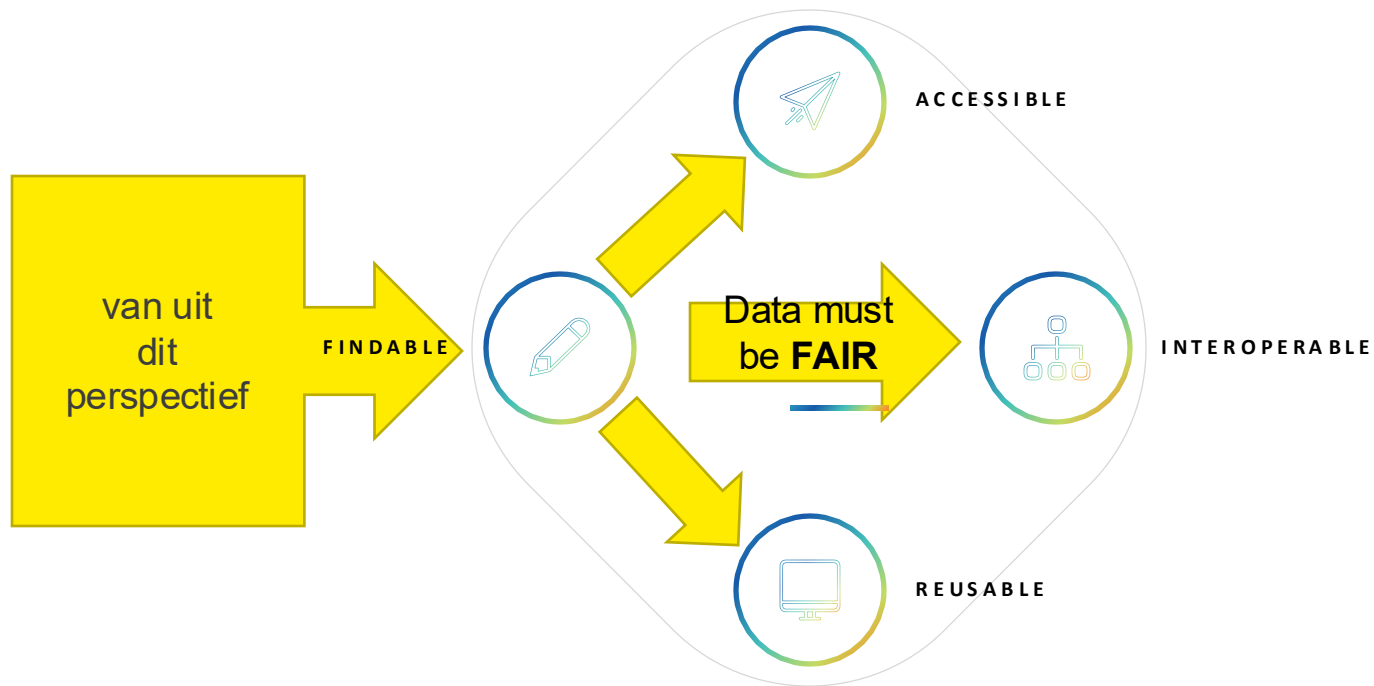 ACCESSIBLE
van uit
dit
perspectief
FINDABLE
Data must
be FAIR
INTEROPERABLE
REUSABLE